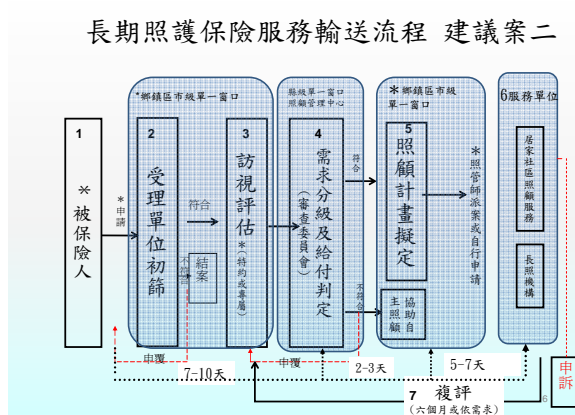 長期照護保險服務輸送流程 建議案二
*鄉鎮區市級單一窗口
縣級單一窗口
照顧管理中心
*鄉鎮區市級
單一窗口
6服務單位
1
*被保險人
*申請
2
受理單位初篩
符合
不符合
結案
3
訪視評估
*(特約或專屬)
4
需求分級及給付判定
(審查委員會)
符合
不符合
5
照顧計畫擬定
協助自
主照顧
*照管師派案或自行申請
居家社區照顧服務
長照機構
申覆
申覆
7-10天
2-3天
5-7天
7 複評
(六個月或依需求)
申訴
6